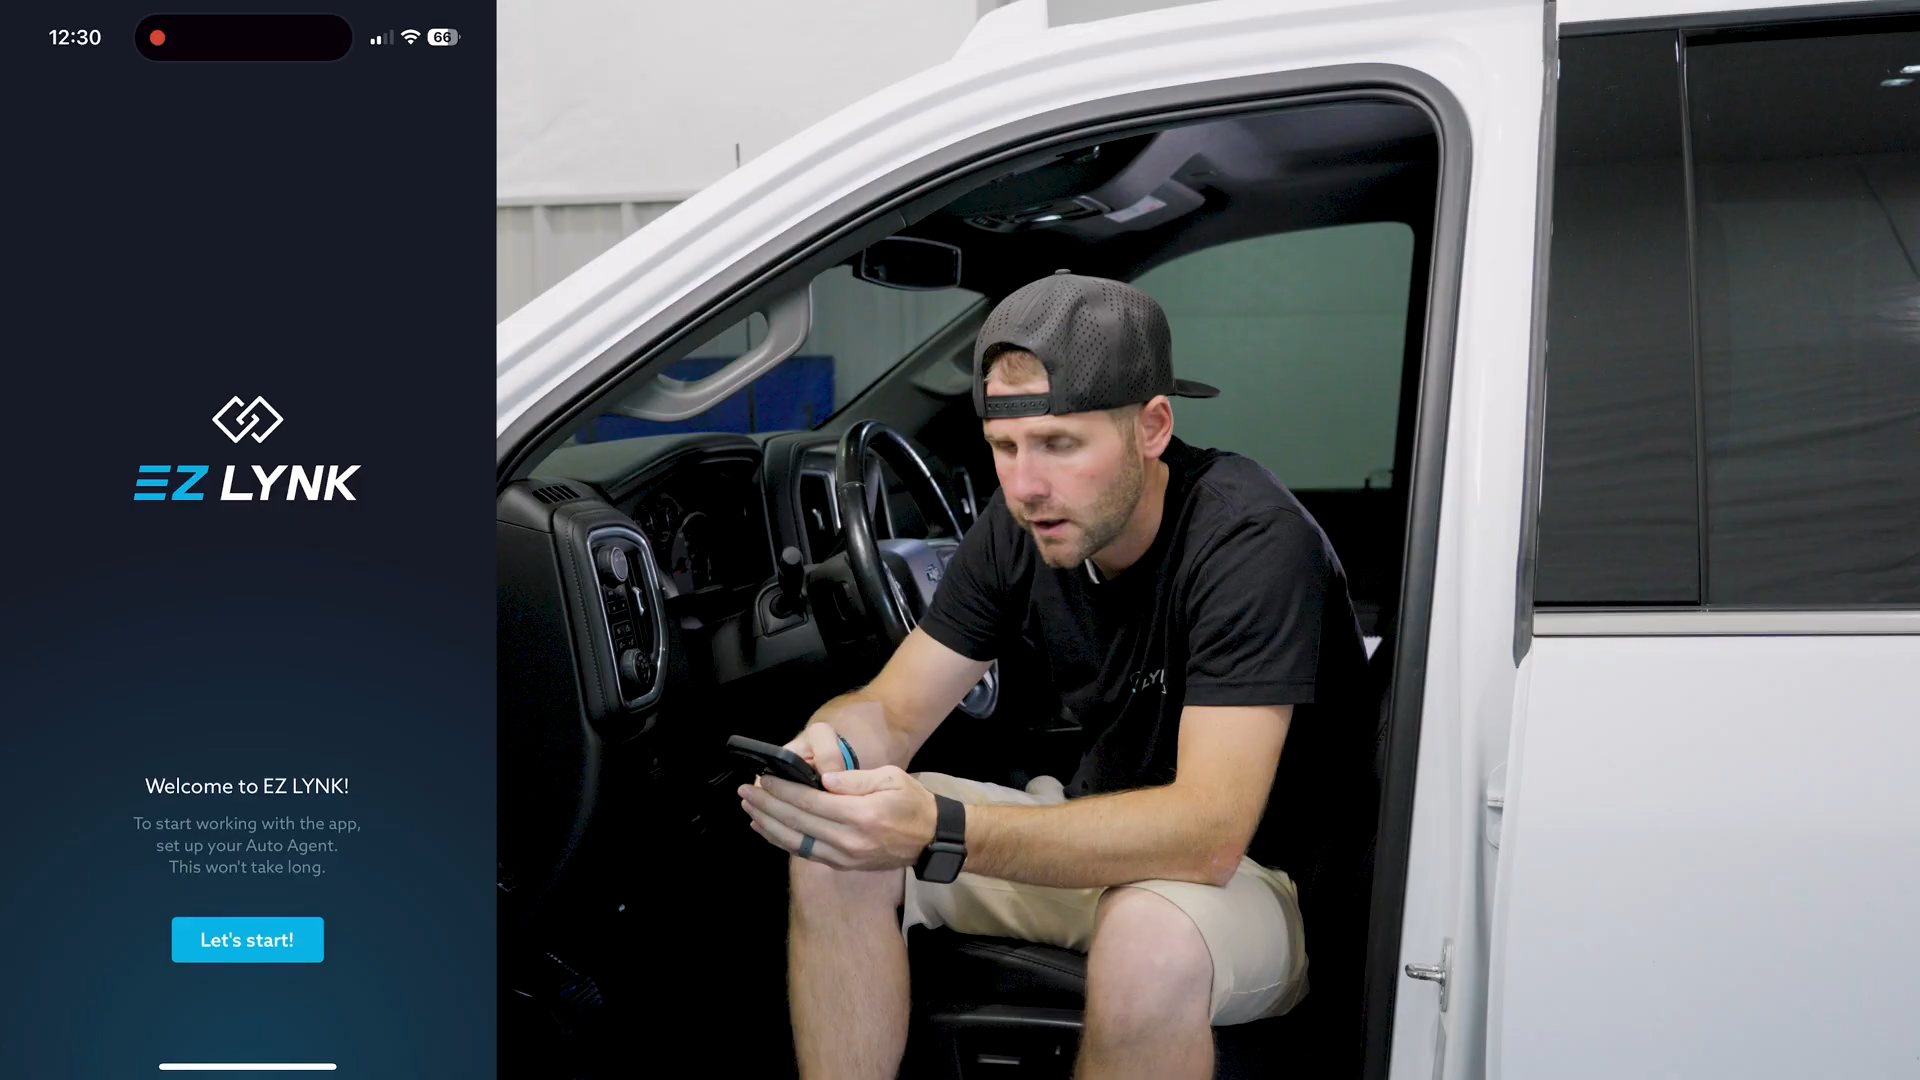 12:30
66
EZ LYNK
Welcome to EZ LYNK!
To start working with the app,
set up your Auto Agent.
This won't take long.
Let's start!